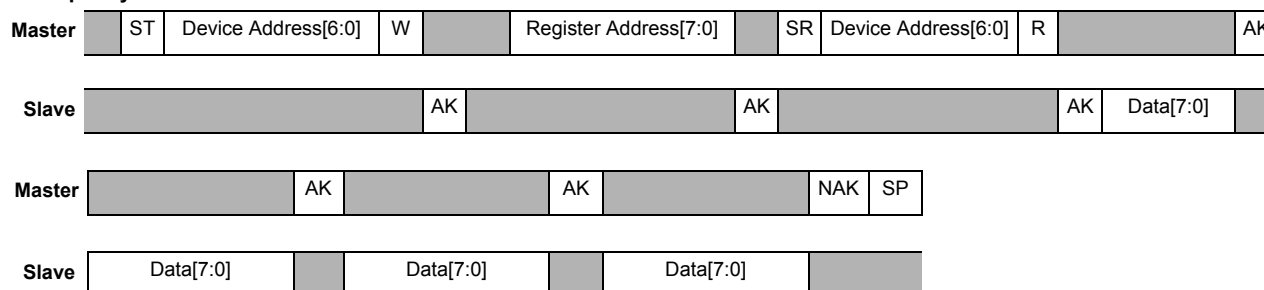 Master ST Device Address[6:0] W Register Address[7:0] SR Device Address[6:0] R AK
Slave AK AK AK Data[7:0]
Master AK AK NAK SP
Slave Data[7:0] Data[7:0] Data[7:0]